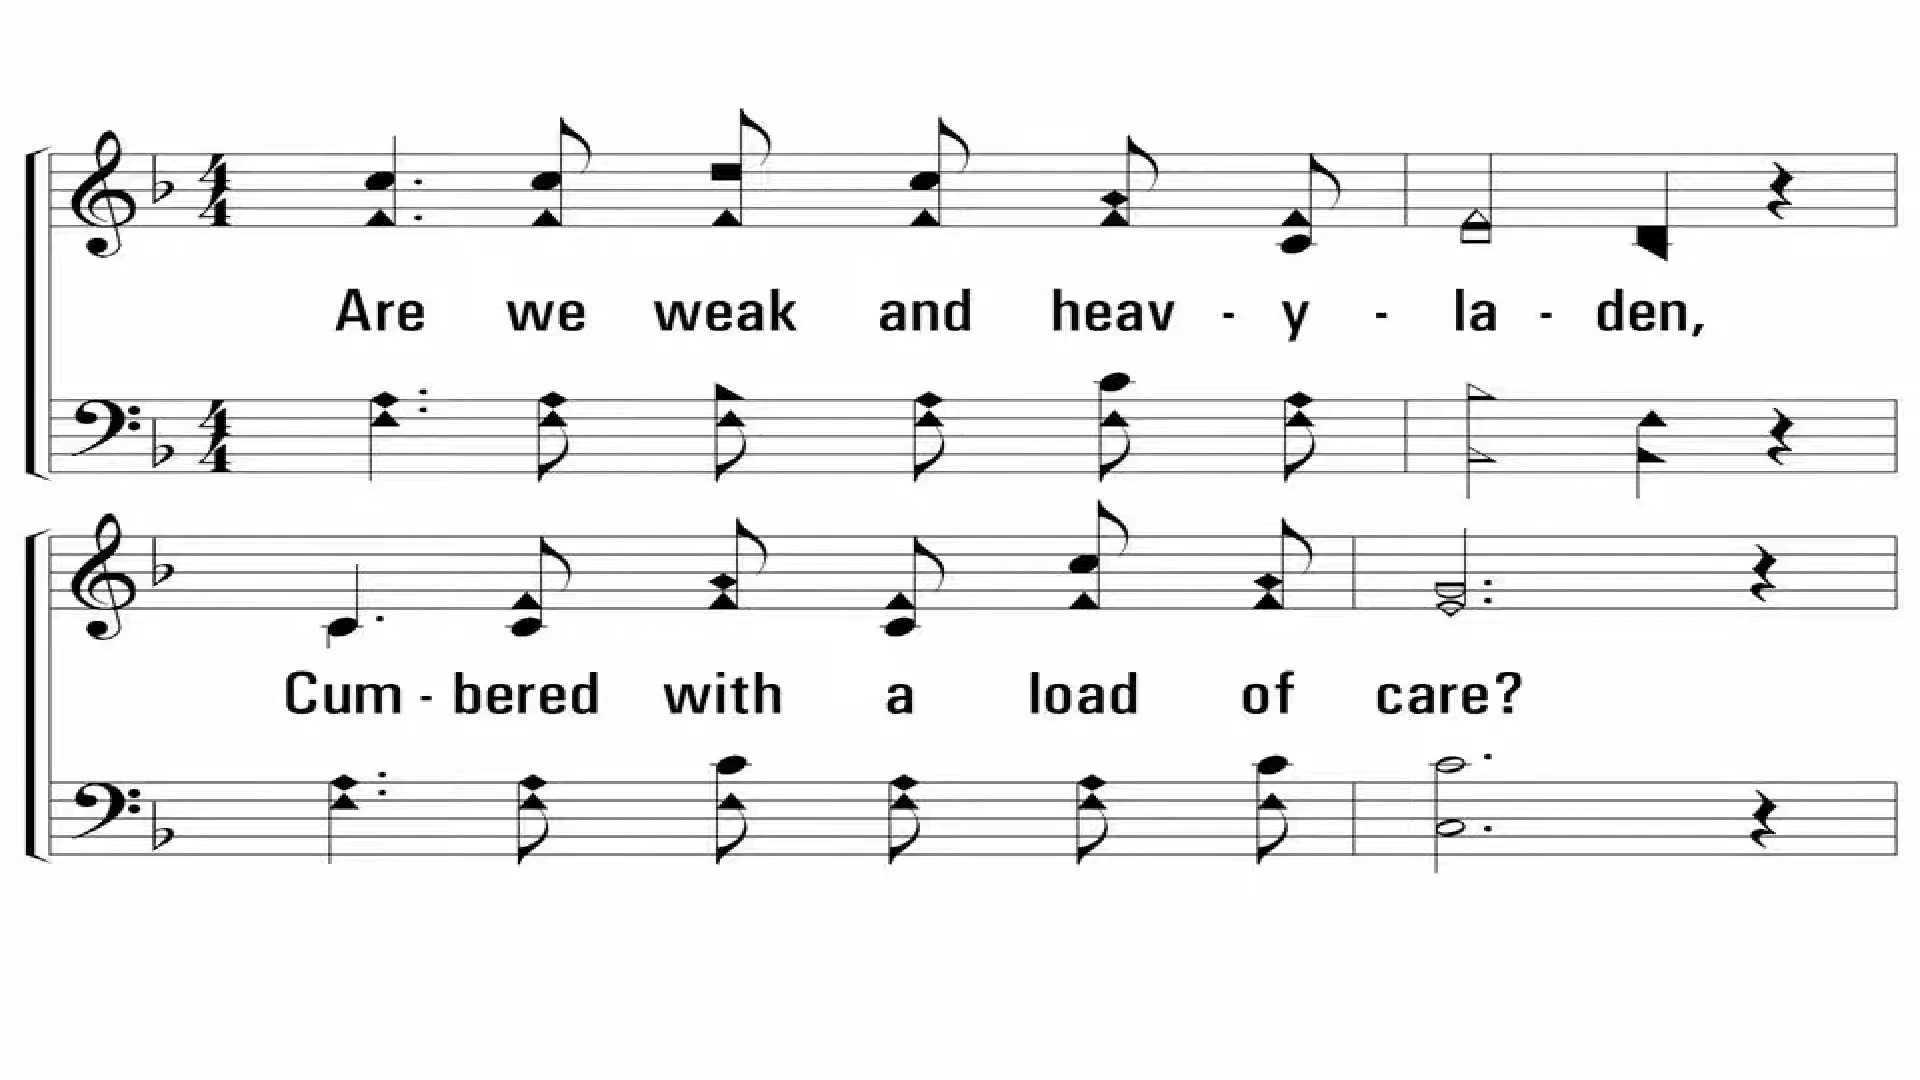 Are we weak and heav - y - la - den,
Cum - bered with a load of care?